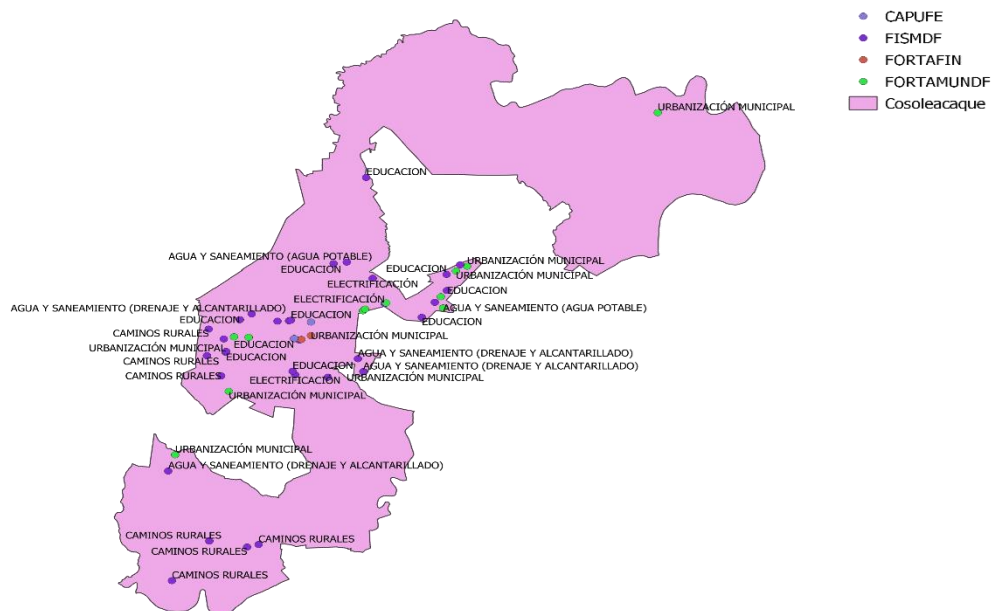 CAPUFE
FISMDF
FORTAFIN
FORTAMUNDF
Cosoleacaque
URBANIZACIÓN MUNICIPAL
EDUCACION
AGUA Y SANEAMIENTO (AGUA POTABLE)
URBANIZACIÓN MUNICIPAL
EDUCACION
EDUCACION
URBANIZACIÓN MUNICIPAL
ELECTRIFICACIÓN
EDUCACION
ELECTRIFICACIÓN
AGUA Y SANEAMIENTO (DRENAJE Y ALCANTARILLADO)
AGUA Y SANEAMIENTO (AGUA POTABLE)
EDUCACION
EDUCACION
EDUCACION
CAMINOS RURALES
URBANIZACIÓN MUNICIPAL
EDUCACION
URBANIZACIÓN MUNICIPAL
EDUCACION
AGUA Y SANEAMIENTO (DRENAJE Y ALCANTARILLADO)
CAMINOS RURALES
EDUCACION
AGUA Y SANEAMIENTO (DRENAJE Y ALCANTARILLADO)
CAMINOS RURALES
ELECTRIFICACIÓN
URBANIZACIÓN MUNICIPAL
URBANIZACIÓN MUNICIPAL
URBANIZACIÓN MUNICIPAL
AGUA Y SANEAMIENTO (DRENAJE Y ALCANTARILLADO)
CAMINOS RURALES
CAMINOS RURALES
CAMINOS RURALES
CAMINOS RURALES